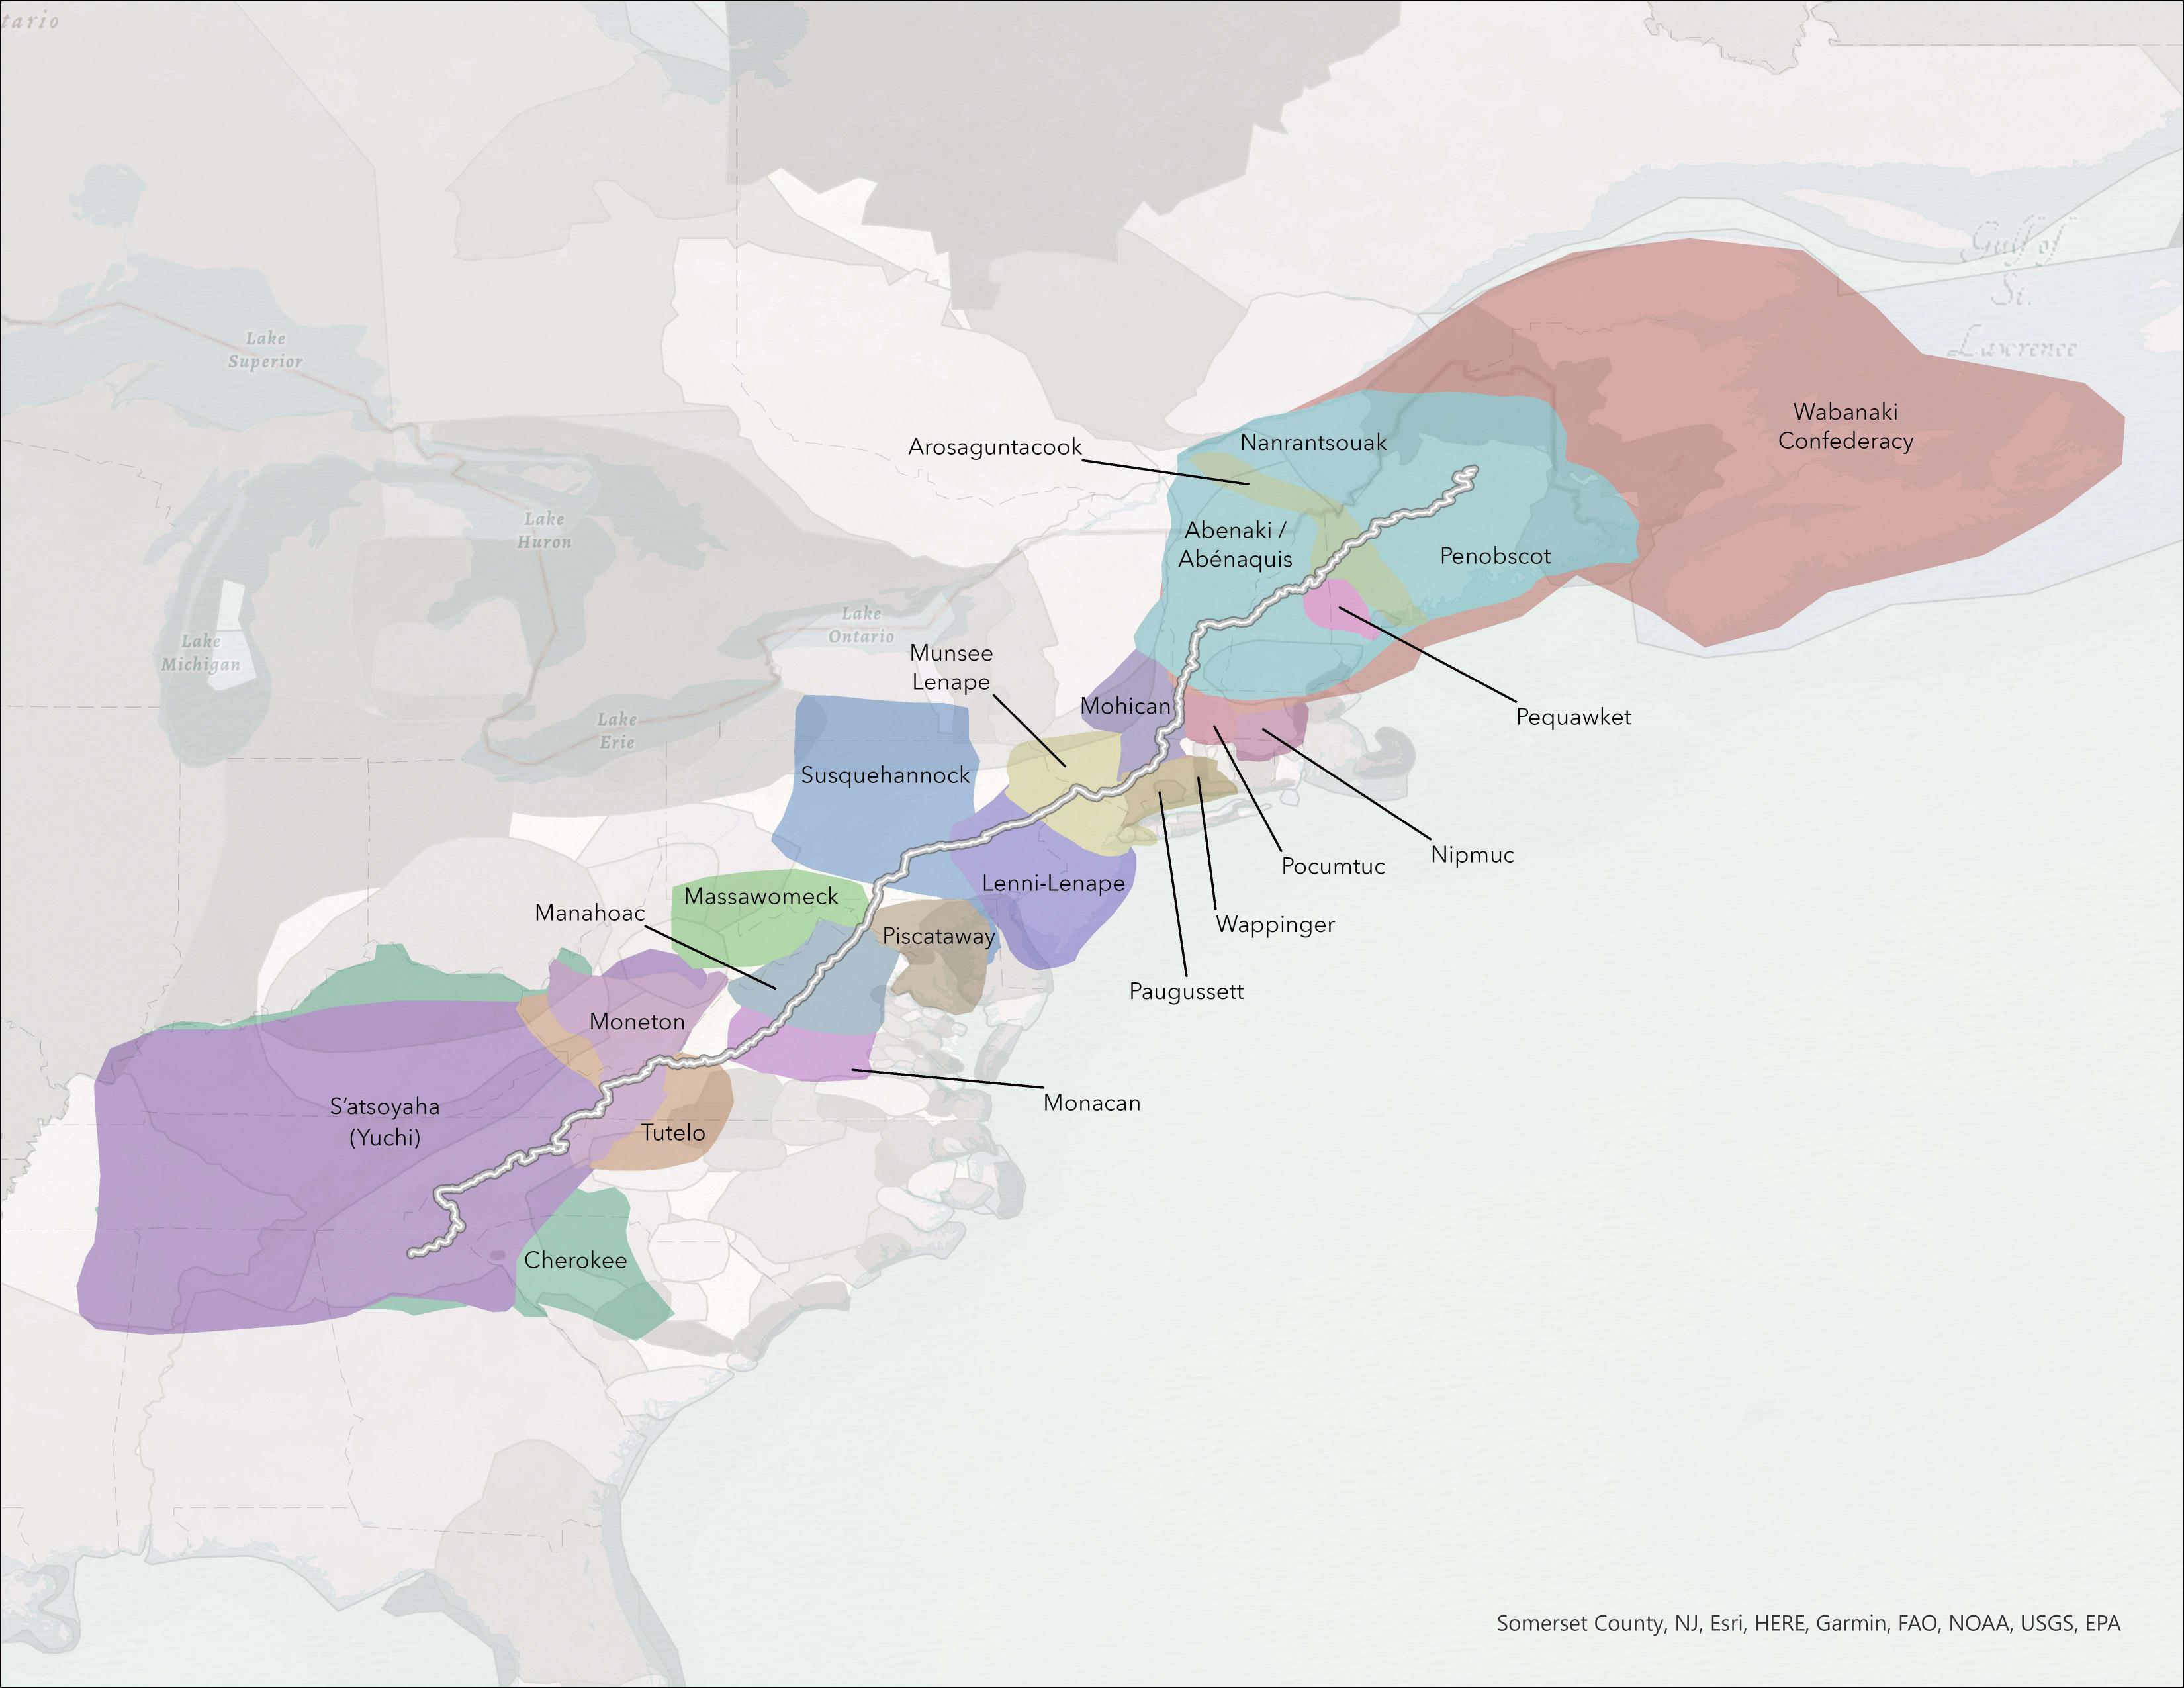 tario
Gulf of
St.
Lawrence
Lake
Superior
Wabanaki
Confederacy
Arosaguntacook
Nanrantsouak
Lake
Huron
Abenaki /
Abénaquis
Penobscot
Lake
Ontario
Lake
Michigan
Munsee
Lenape
Mohican
Pequawket
Lake
Erie
Susquehannock
Nipmuc
Pocumtuc
Lenni-Lenape
Massawomeck
Manahoac
Wappinger
Piscataway
Paugussett
Moneton
Monacan
S'atsoyaha
(Yuchi)
Tutelo
Cherokee
Somerset County, NJ, Esri, HERE, Garmin, FAO, NOAA, USGS, EPA